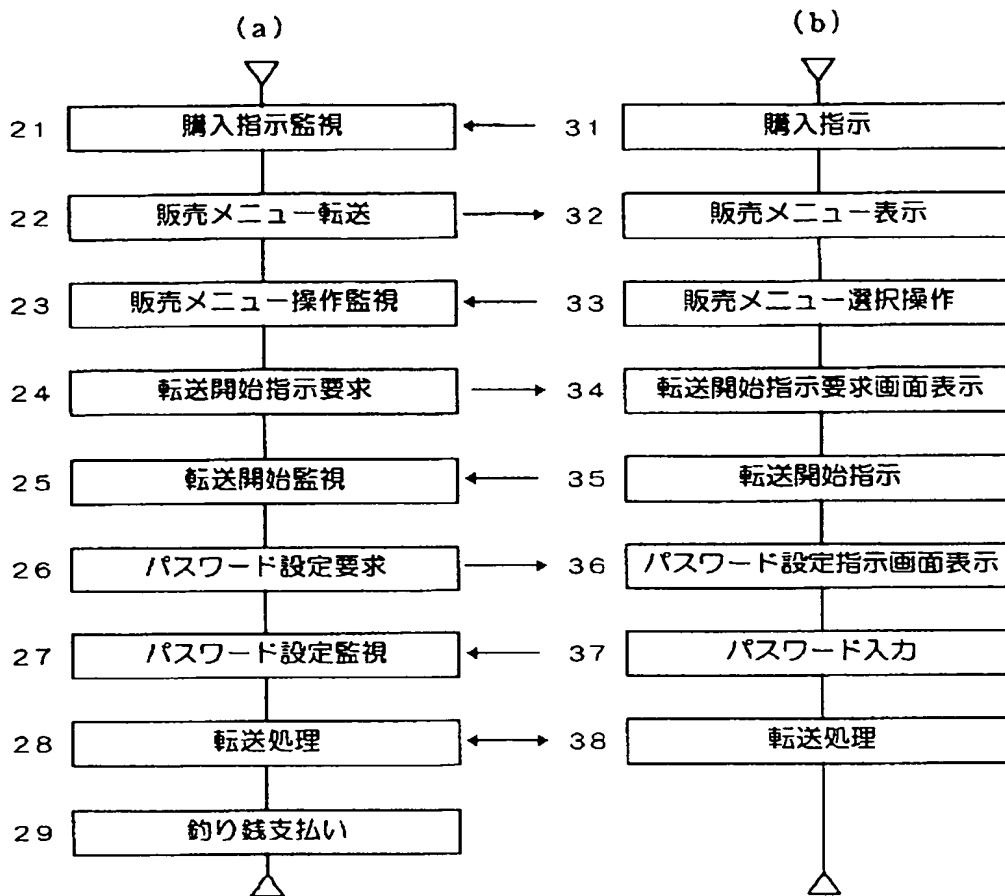 (a) (b)
21 購入指示監視 31 購入指示
22 販売メニュー転送 32 販売メニュー表示
23 販売メニュー操作監視 33 販売メニュー選択操作
24 転送開始指示要求 34 転送開始指示要求画面表示
25 転送開始監視 35 転送開始指示
26 パスワード設定要求 36 パスワード設定指示画面表示
27 パスワード設定監視 37 パスワード入力
28 転送処理 38 転送処理
29 釣り銭支払い